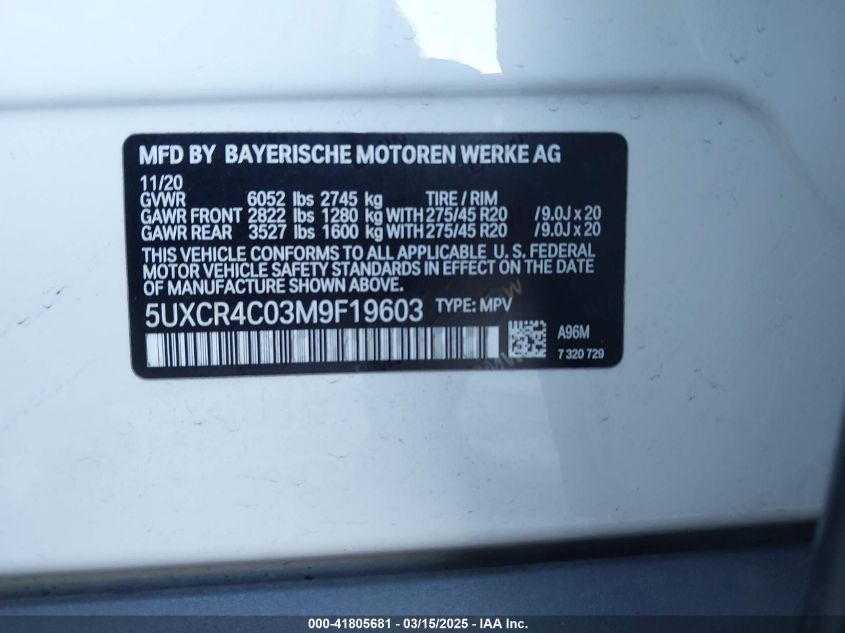 MFD BY BAYERISCHE MOTOREN WERKE AG
11/20
GVWR 6052 lbs 2745 kg TIRE / RIM
GAWR FRONT 2822 lbs 1280 kg WITH 275/45 R20 /9.0J x 20
GAWR REAR 3527 lbs 1600 kg WITH 275/45 R20 /9.0J x 20
THIS VEHICLE CONFORMS TO ALL APPLICABLE U. S. FEDERAL
MOTOR VEHICLE SAFETY STANDARDS IN EFFECT ON THE DATE
OF MANUFACTURE SHOWN ABOVE.
5UXCR4C03M9F19603 TYPE: MPV
A96M
7 320 729
000-41805681 - 03/15/2025 - IAA Inc.